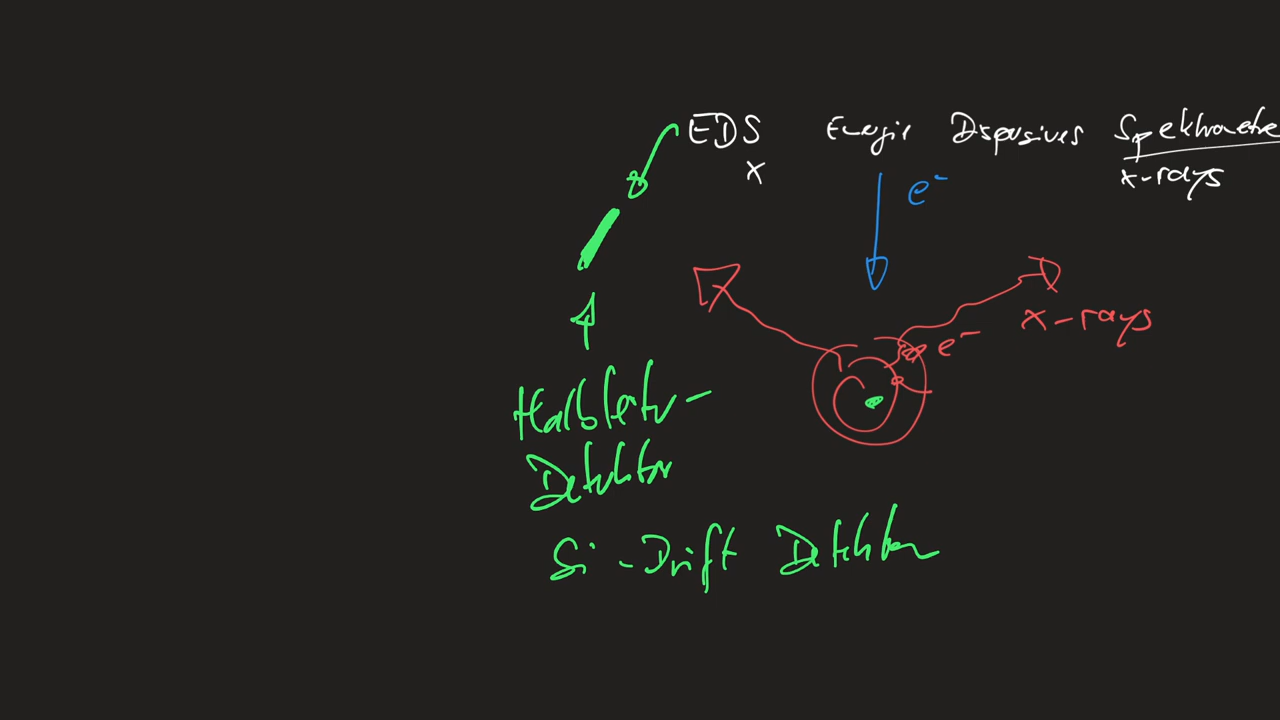 EDS Energie Dispersives Spektrometer
X x-rays
e⁻
x-rays
e⁻
Halbleiter-
Detektor
Si-Drift Detektor